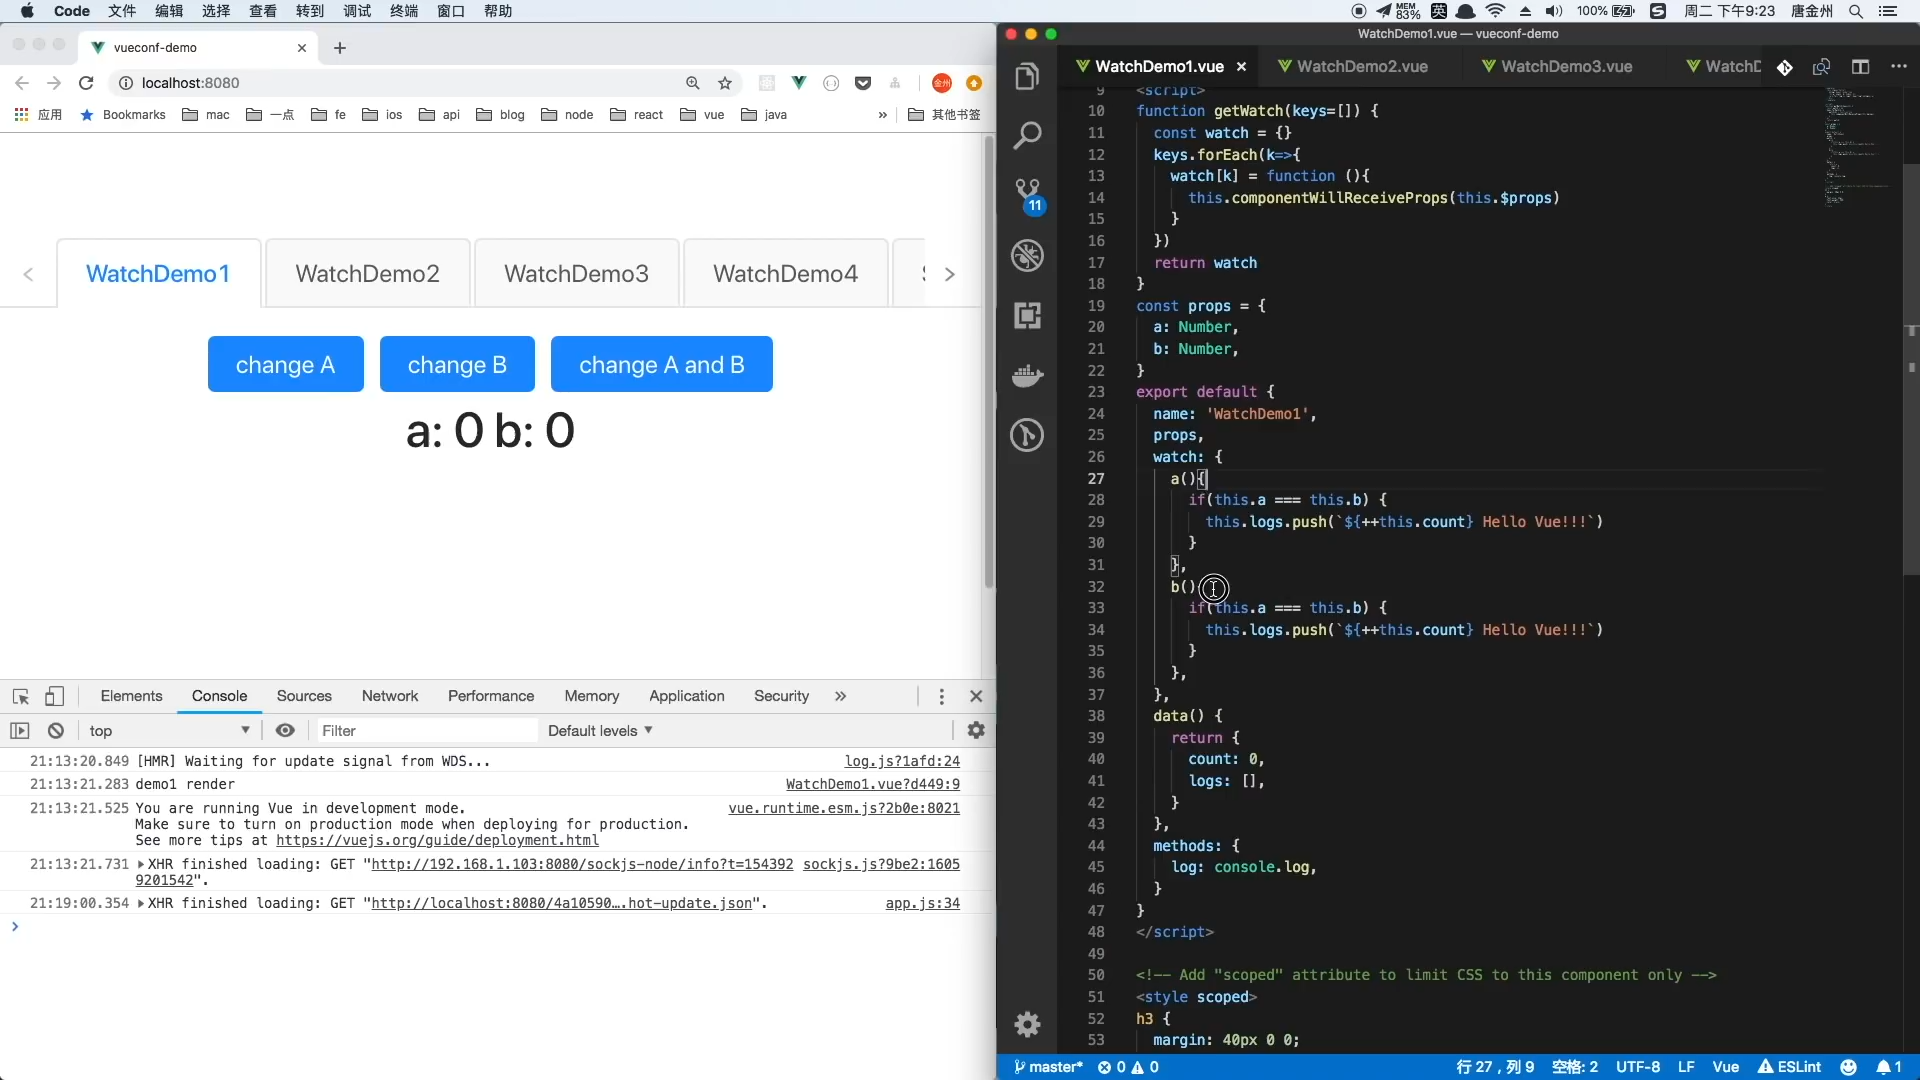 Code 文件 编辑 选择 查看 转到 调试 终端 窗口 帮助
MEM 83% 英 100% 周二 下午9:23 唐金州
vueconf-demo
localhost:8080
金州
应用 Bookmarks mac 一点 fe ios api blog node react vue java » 其他书签
WatchDemo1 WatchDemo2 WatchDemo3 WatchDemo4
change A change B change A and B
a: 0 b: 0
Elements Console Sources Network Performance Memory Application Security »
top Filter Default levels
21:13:20.849 [HMR] Waiting for update signal from WDS... log.js?1afd:24
21:13:21.283 demo1 render WatchDemo1.vue?d449:9
21:13:21.525 You are running Vue in development mode. vue.runtime.esm.js?2b0e:8021
Make sure to turn on production mode when deploying for production.
See more tips at https://vuejs.org/guide/deployment.html
21:13:21.731 XHR finished loading: GET "http://192.168.1.103:8080/sockjs-node/info?t=154392 sockjs.js?9be2:1605
9201542".
21:19:00.354 XHR finished loading: GET "http://localhost:8080/4a10590….hot-update.json". app.js:34
WatchDemo1.vue — vueconf-demo
WatchDemo1.vue WatchDemo2.vue WatchDemo3.vue WatchD
11
9 <script>
10 function getWatch(keys=[]) {
11 const watch = {}
12 keys.forEach(k=>{
13 watch[k] = function (){
14 this.componentWillReceiveProps(this.$props)
15 }
16 })
17 return watch
18 }
19 const props = {
20 a: Number,
21 b: Number,
22 }
23 export default {
24 name: 'WatchDemo1',
25 props,
26 watch: {
27 a(){
28 if(this.a === this.b) {
29 this.logs.push(`${++this.count} Hello Vue!!!`)
30 }
31 },
32 b()
33 if(this.a === this.b) {
34 this.logs.push(`${++this.count} Hello Vue!!!`)
35 }
36 },
37 },
38 data() {
39 return {
40 count: 0,
41 logs: [],
42 }
43 },
44 methods: {
45 log: console.log,
46 }
47 }
48 </script>
49
50 <!-- Add "scoped" attribute to limit CSS to this component only -->
51 <style scoped>
52 h3 {
53 margin: 40px 0 0;
master* 0 0 行 27，列 9 空格: 2 UTF-8 LF Vue ESLint 1